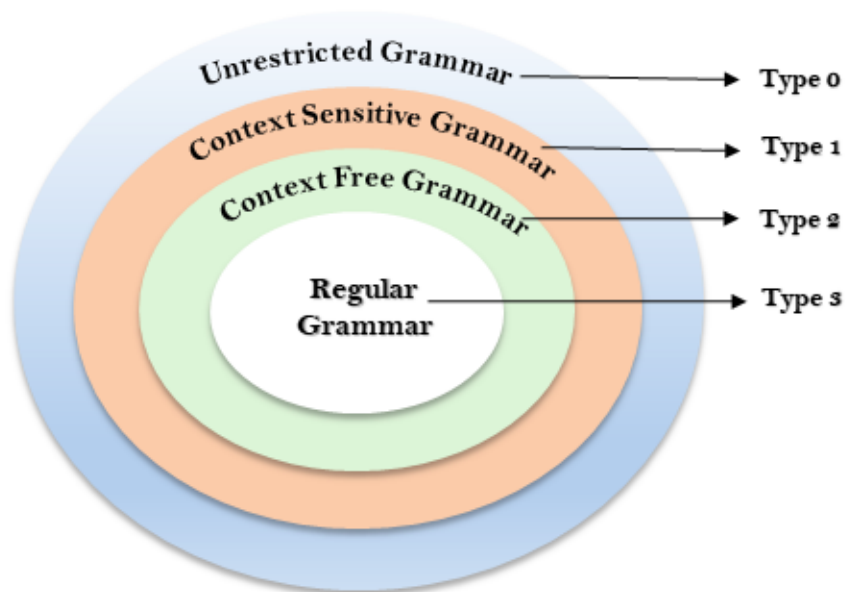 Unrestricted Grammar
Type 0
Context Sensitive Grammar
Type 1
Context Free Grammar
Type 2
Regular
Grammar
Type 3